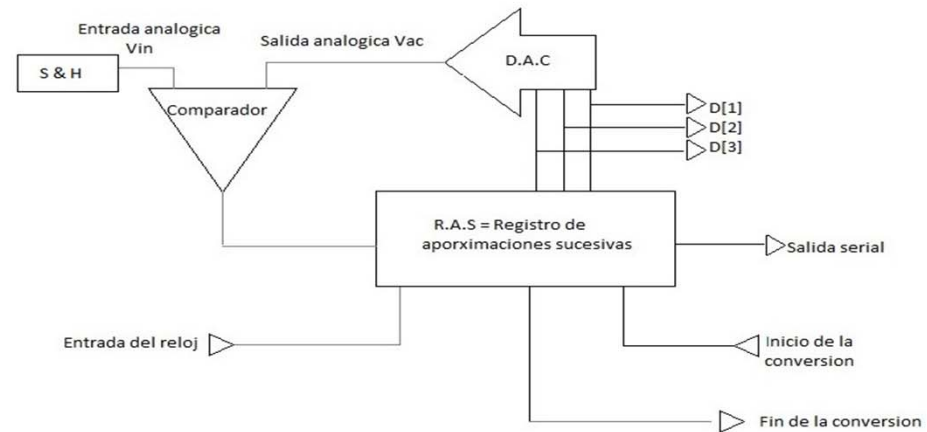 Entrada analogica
Vin
Salida analogica Vac
D.A.C
S & H
Comparador
D[1]
D[2]
D[3]
R.A.S = Registro de
aporximaciones sucesivas
Salida serial
Entrada del reloj
Inicio de la
conversion
Fin de la conversion